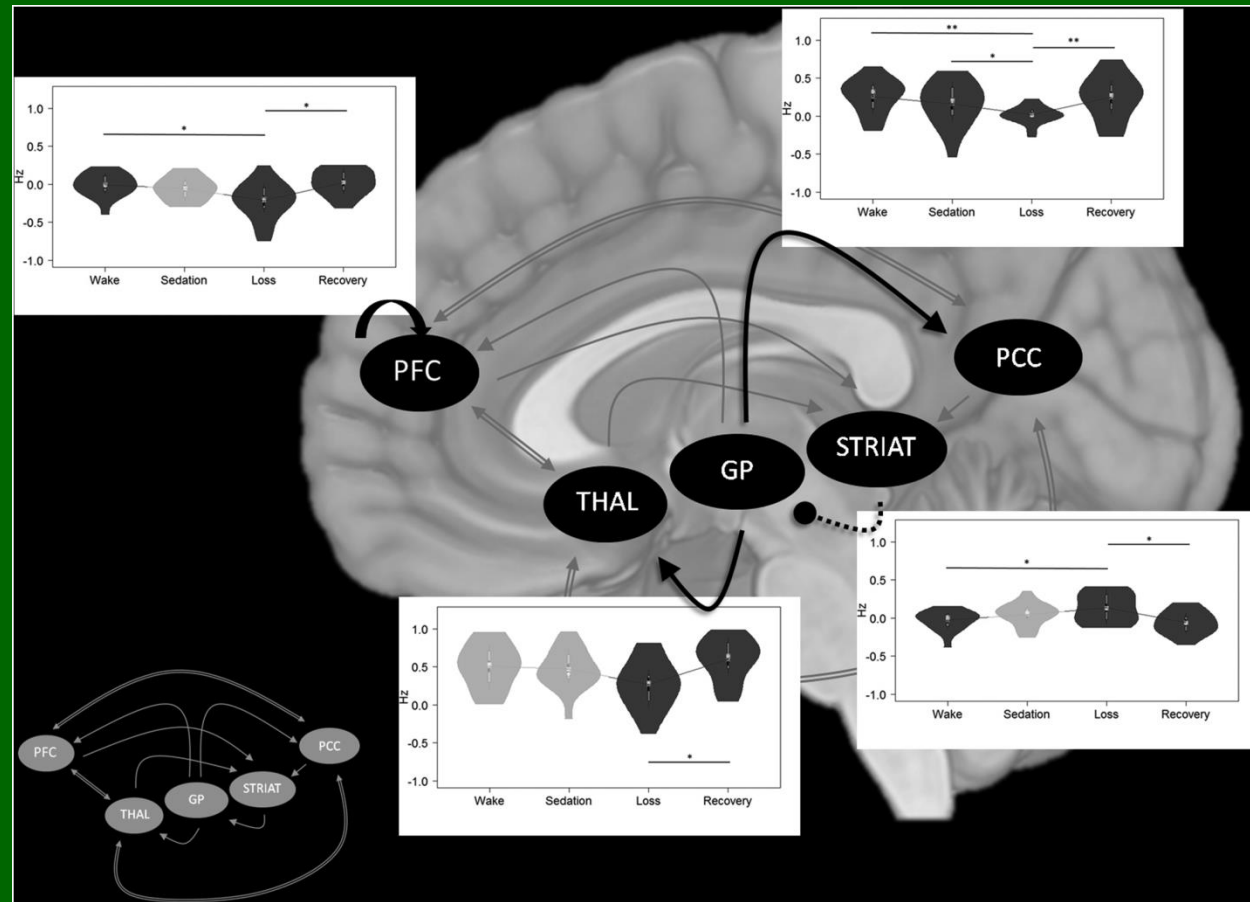 1.0
0.5
0.0
-0.5
-1.0
Hz
*
*
Wake Sedation Loss Recovery
1.0
0.5
0.0
-0.5
-1.0
Hz
**
*
**
Wake Sedation Loss Recovery
PFC
PCC
STRIAT
GP
THAL
1.0
0.5
0.0
-0.5
-1.0
Hz
*
*
Wake Sedation Loss Recovery
1.0
0.5
0.0
-0.5
-1.0
Hz
*
Wake Sedation Loss Recovery
PFC
PCC
STRIAT
GP
THAL